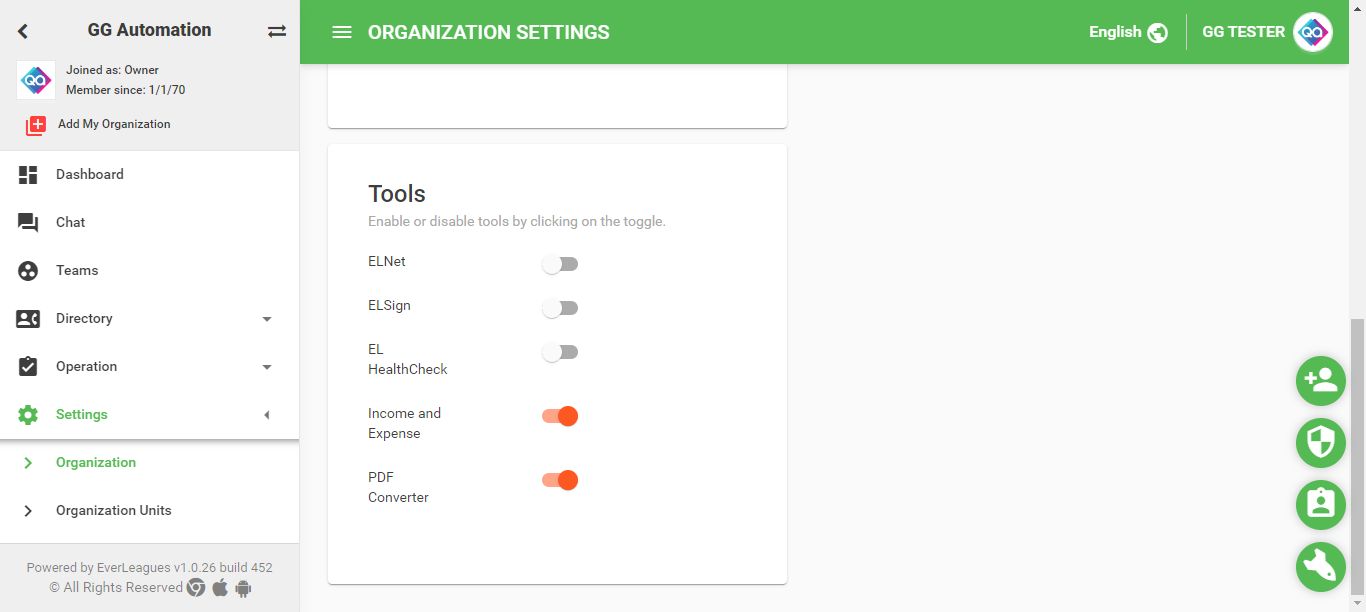 GG Automation
Joined as: Owner
Member since: 1/1/70
Add My Organization
Dashboard
Chat
Teams
Directory
Operation
Settings
Organization
Organization Units
Powered by EverLeagues v1.0.26 build 452
© All Rights Reserved
ORGANIZATION SETTINGS
English
GG TESTER
Tools
Enable or disable tools by clicking on the toggle.
ELNet
ELSign
EL
HealthCheck
Income and
Expense
PDF
Converter